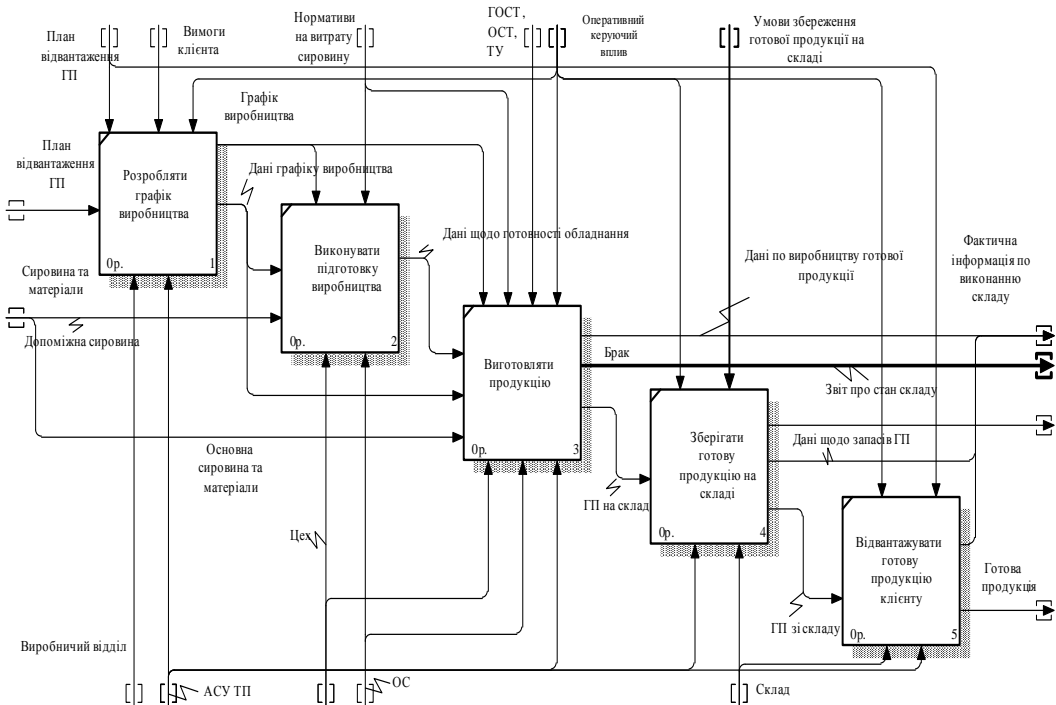 План
відвантаження
ГП
Вимоги
клієнта
Нормативи
на витрату
сировину
ГОСТ,
ОСТ,
ТУ
Оперативний
керуючий
вплив
Умови збереження
готової продукції на
складі
Графік
виробництва
План
відвантаження
ГП
Розробляти
графік
виробництва
0р.
1
Дані графіку виробництва
Виконувати
підготовку
виробництва
0р.
2
Дані щодо готовності обладнання
Дані по виробництву готової
продукції
Фактична
інформація по
виконанню
складу
Сировина та
матеріали
Допоміжна сировина
Виготовляти
продукцію
0р.
3
Брак
Звіт про стан складу
Основна
сировина та
матеріали
Зберігати
готову
продукцію на
складі
0р.
4
Дані щодо запасів ГП
ГП на склад
Цех
Відвантажувати
готову
продукцію
клієнту
0р.
5
Готова
продукція
ГП зі складу
Виробничий відділ
АСУ ТП
ОС
Склад